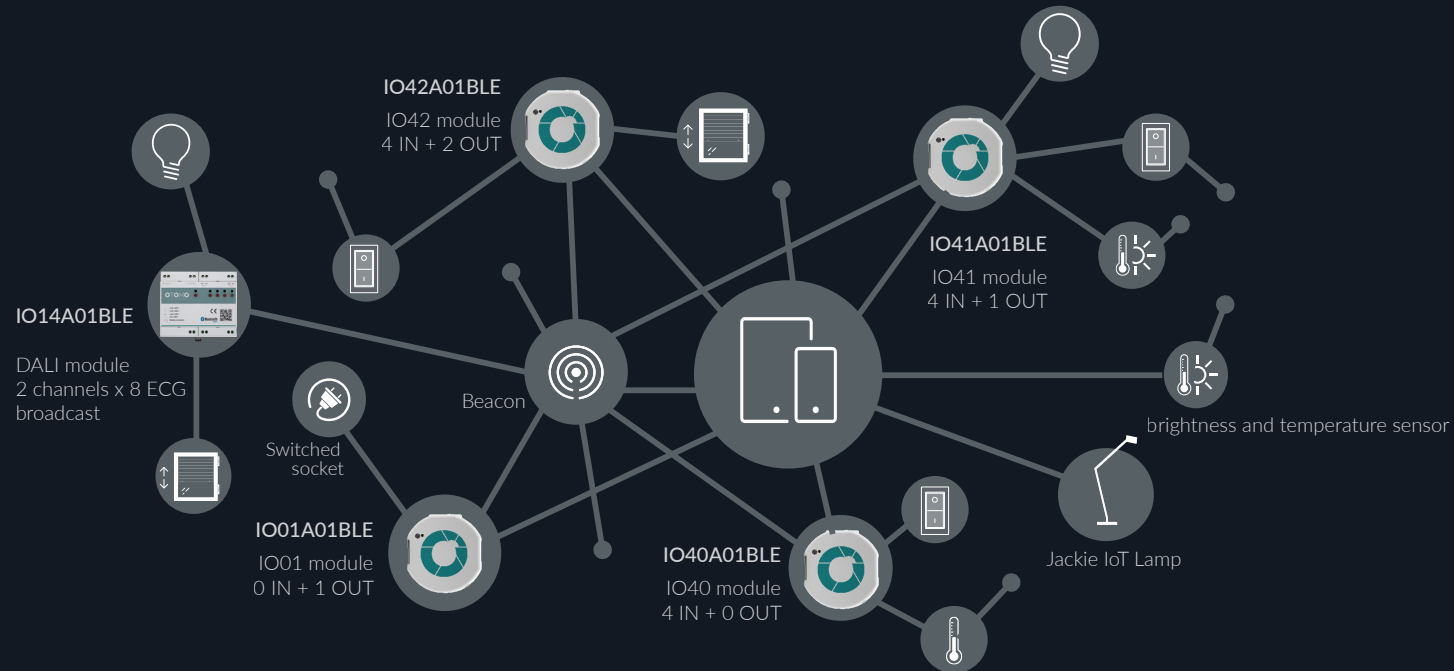 IO42A01BLE
IO42 module
4 IN + 2 OUT
IO41A01BLE
IO41 module
4 IN + 1 OUT
IO14A01BLE
DALI module
2 channels x 8 ECG
broadcast
Beacon
Switched
socket
brightness and temperature sensor
IO01A01BLE
IO01 module
0 IN + 1 OUT
IO40A01BLE
IO40 module
4 IN + 0 OUT
Jackie IoT Lamp